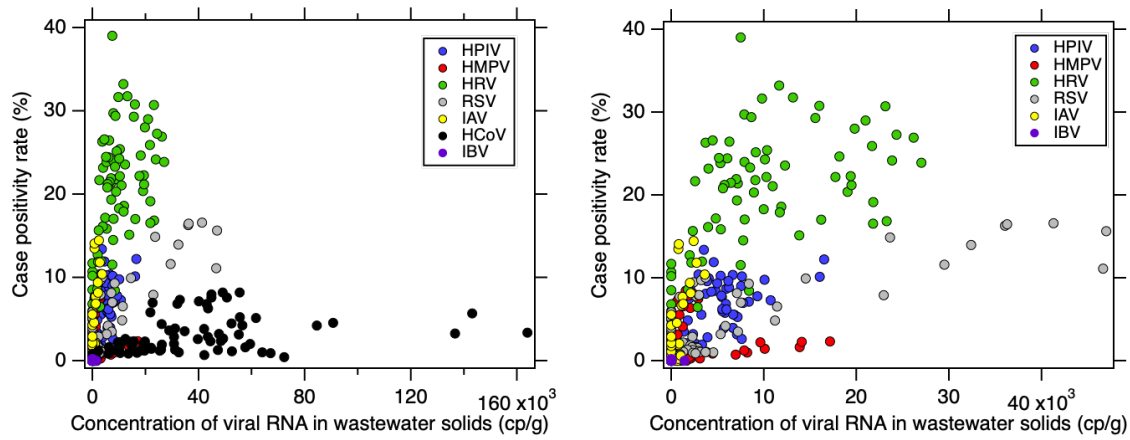 Case positivity rate (%)
40
30
20
10
0
0
40
80
120
160 x10³
Concentration of viral RNA in wastewater solids (cp/g)
HPIV
HMPV
HRV
RSV
IAV
HCoV
IBV
Case positivity rate (%)
40
30
20
10
0
0
10
20
30
40 x10³
Concentration of viral RNA in wastewater solids (cp/g)
HPIV
HMPV
HRV
RSV
IAV
IBV